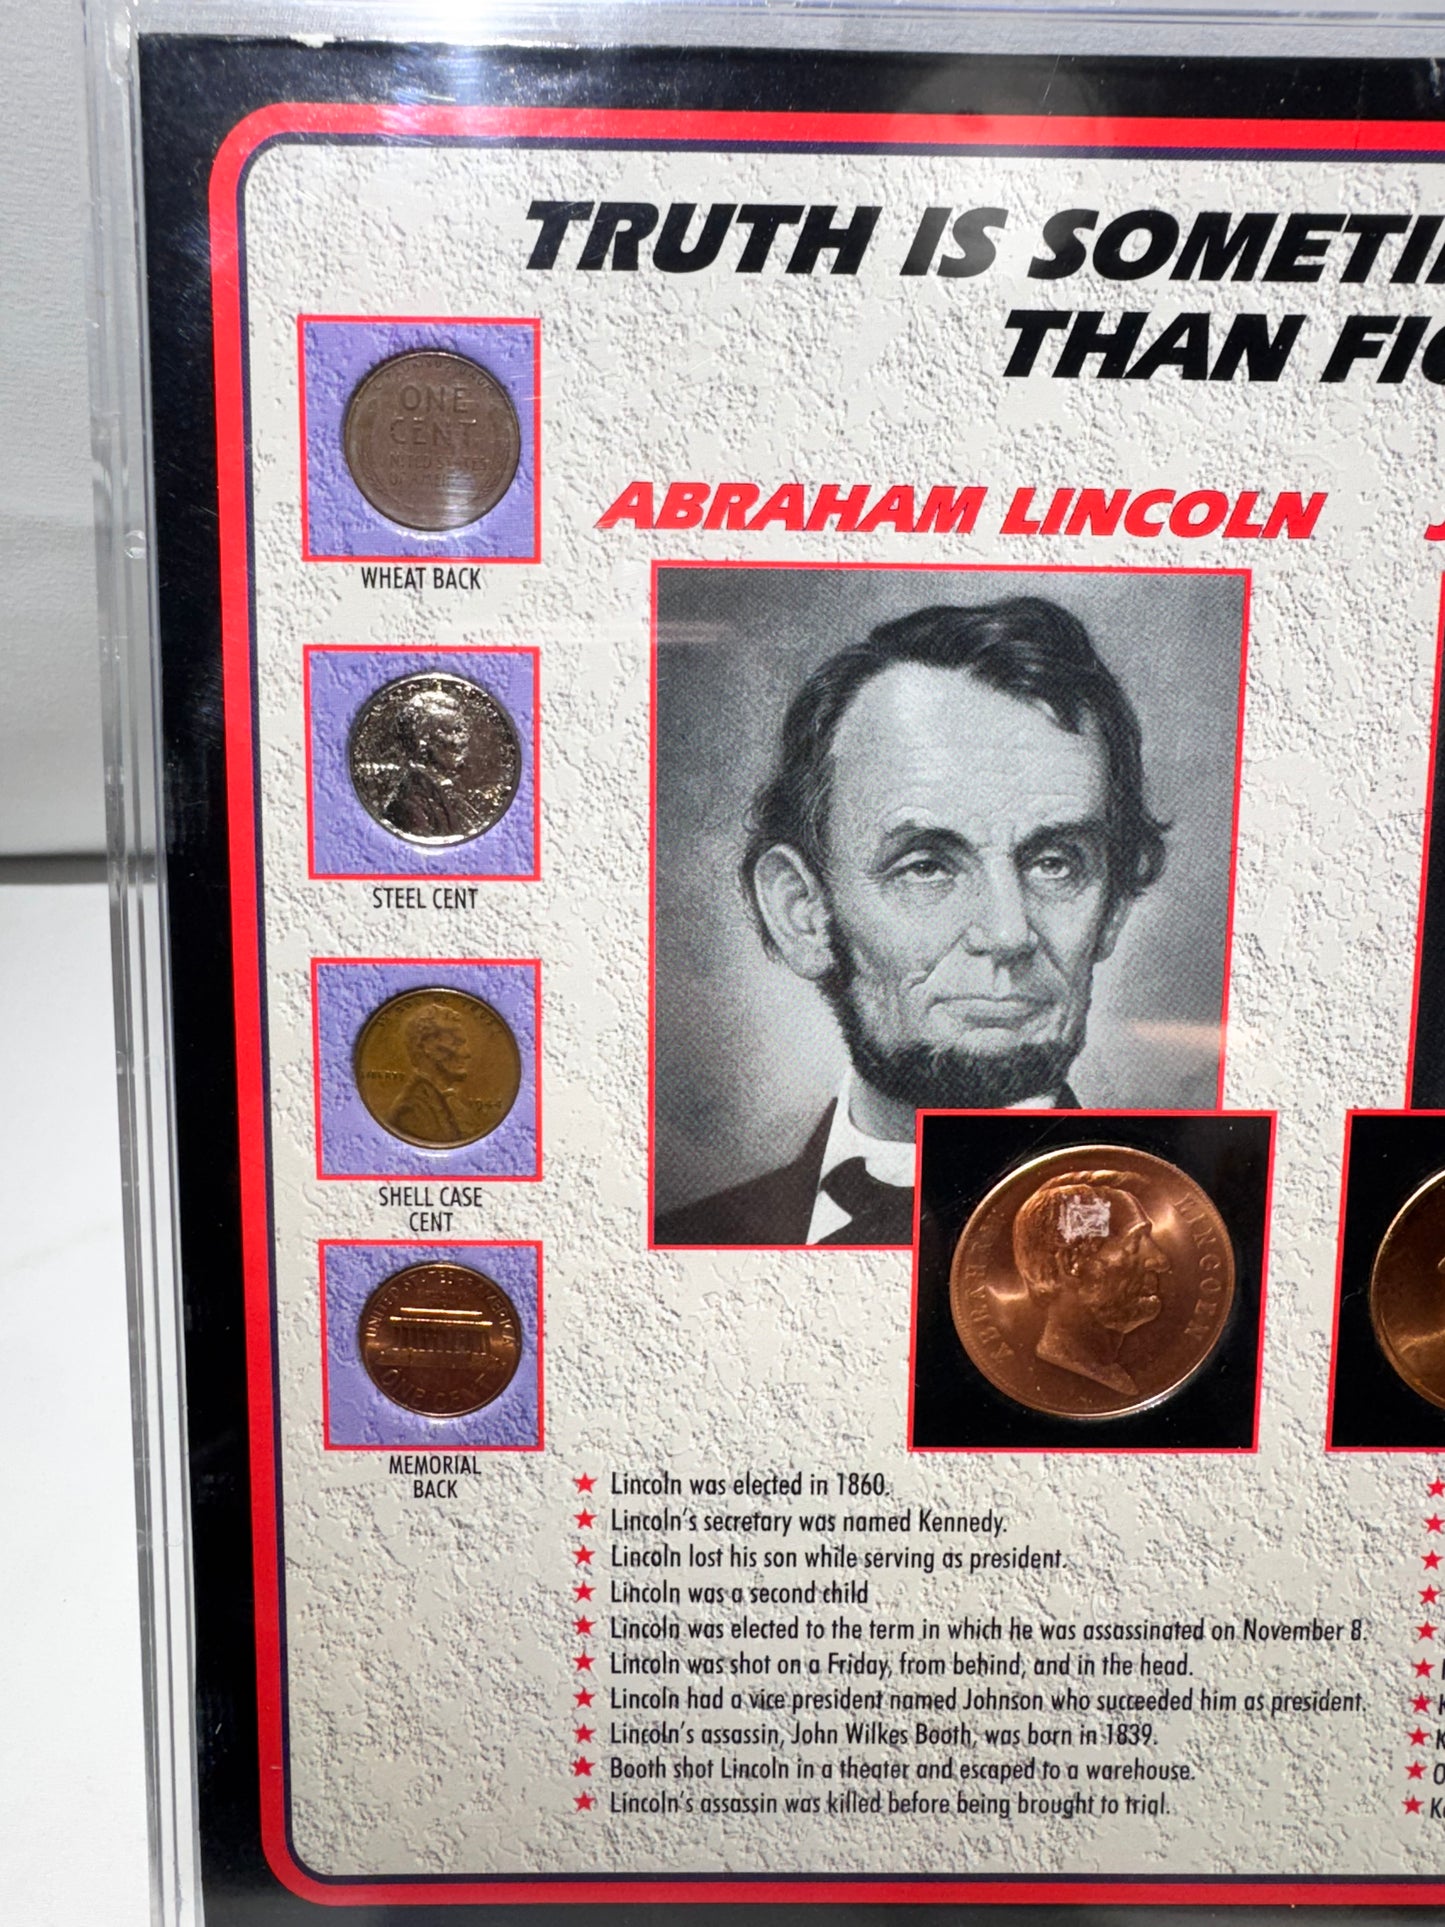 TRUTH IS
THAN
ABRAHAM LINCOLN
ONE
CENT
UNITED STATES
OF AMERICA
WHEAT BACK
STEEL CENT
LIBERTY
1944
SHELL CASE
CENT
UNITED STATES OF AMERICA
ONE CENT
MEMORIAL
BACK
ABRAHAM LINCOLN
★ Lincoln was elected in 1860.
★ Lincoln's secretary was named Kennedy.
★ Lincoln lost his son while serving as president.
★ Lincoln was a second child
★ Lincoln was elected to the term in which he was assassinated on November 8.
★ Lincoln was shot on a Friday, from behind, and in the head.
★ Lincoln had a vice president named Johnson who succeeded him as president.
★ Lincoln's assassin, John Wilkes Booth, was born in 1839.
★ Booth shot Lincoln in a theater and escaped to a warehouse.
★ Lincoln's assassin was killed before being brought to trial.